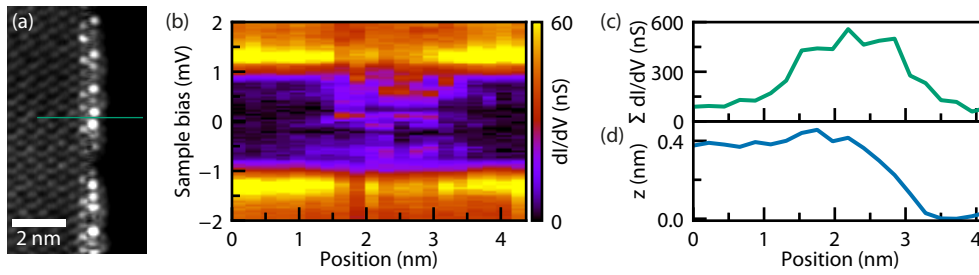 (a)
2 nm
(b)
Sample bias (mV)
2
1
0
−1
−2
0 1 2 3 4
Position (nm)
60
0
dI/dV (nS)
(c)
Σ dI/dV (nS)
600
300
0
(d)
z (nm)
0.4
0.0
0 1 2 3 4
Position (nm)